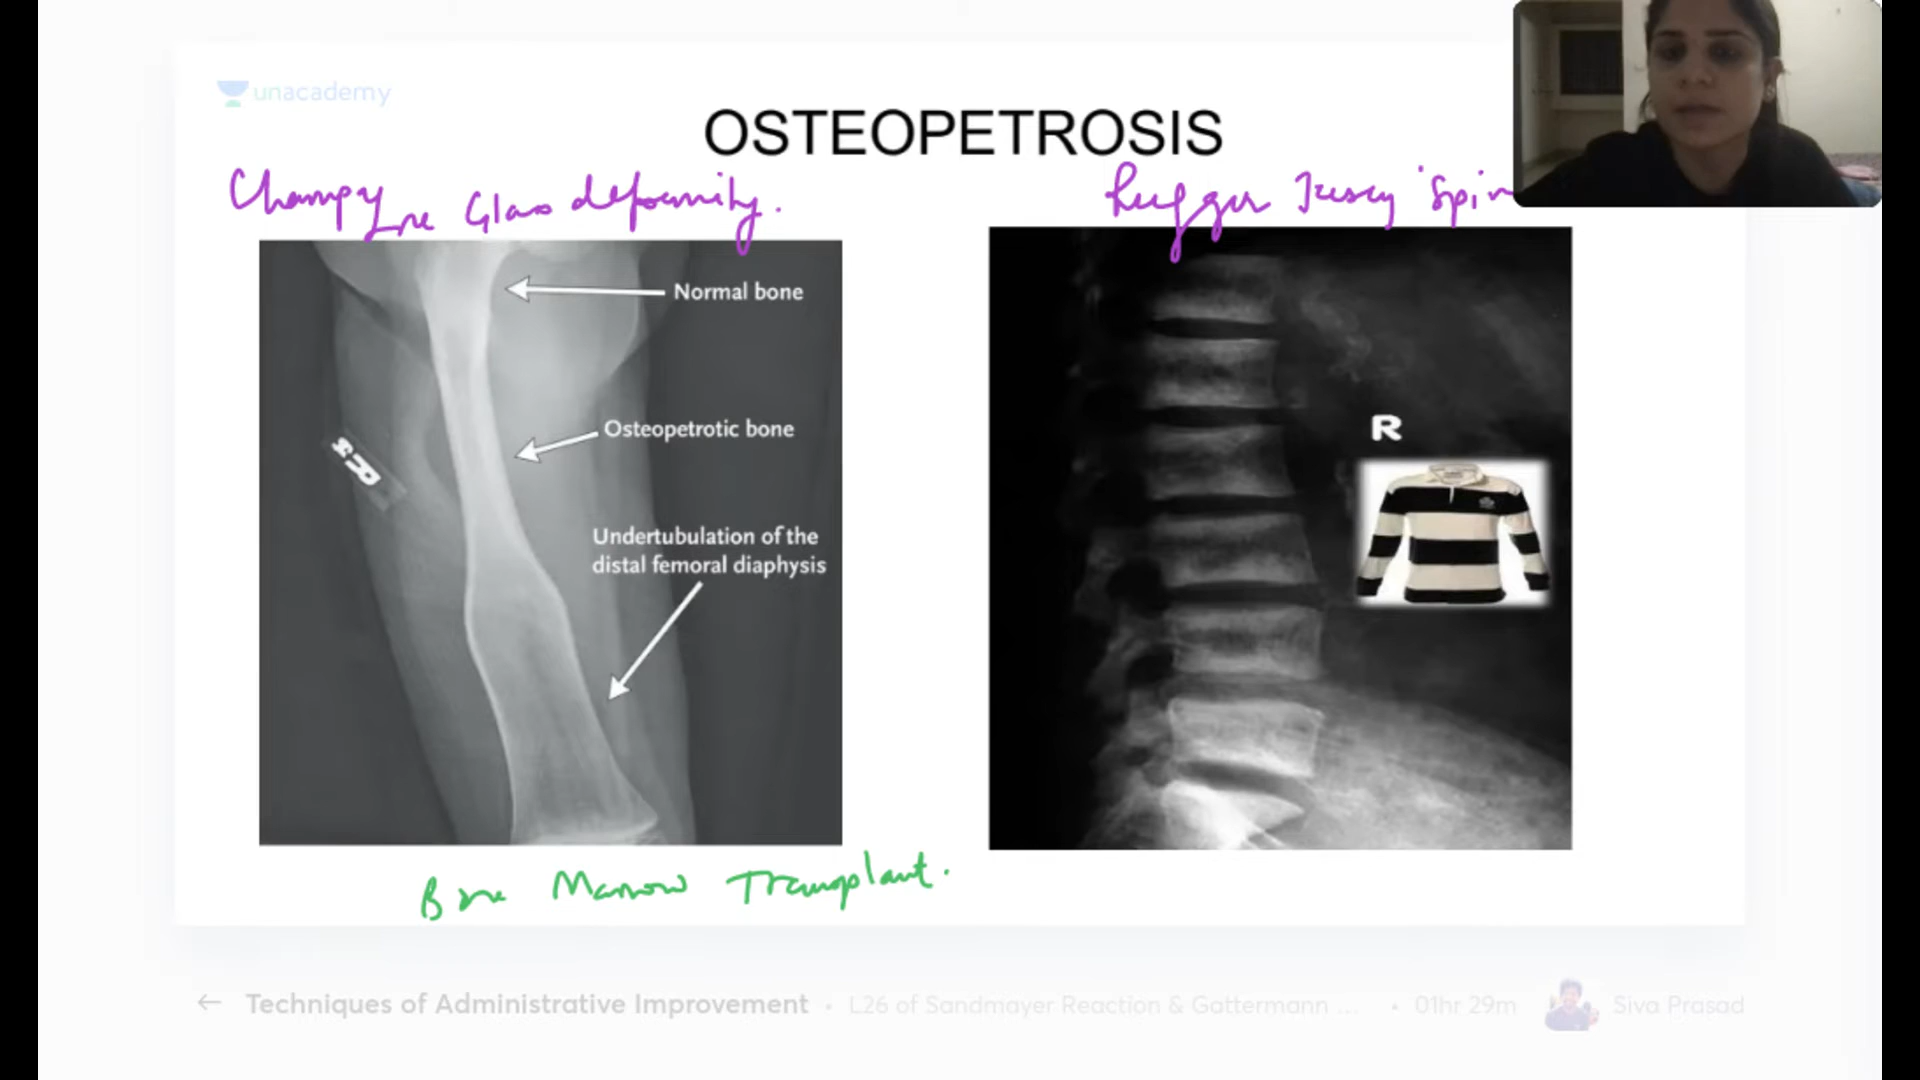 unacademy
OSTEOPETROSIS
Champagne Glass deformity.
Rugger Jersey Spin
Normal bone
Osteopetrotic bone
Undertubulation of the
distal femoral diaphysis
R
Bone Marrow Transplant.
← Techniques of Administrative Improvement • L26 of Sandmayer Reaction & Gattermann ... • 01hr 29m Siva Prasad